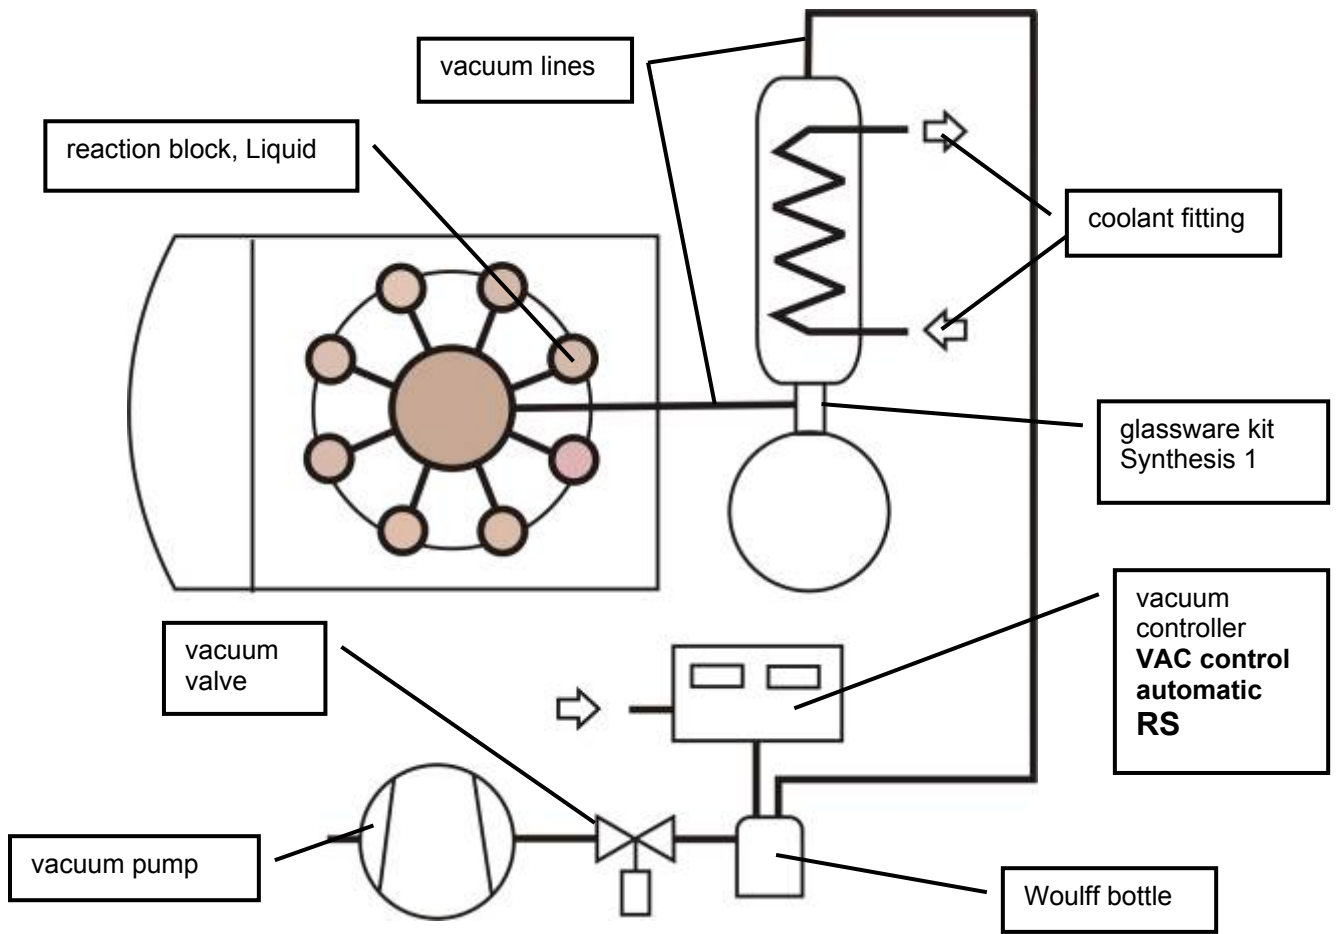 vacuum lines
reaction block, Liquid
coolant fitting
glassware kit
Synthesis 1
vacuum
controller
VAC control
automatic
RS
vacuum
valve
vacuum pump
Woulff bottle